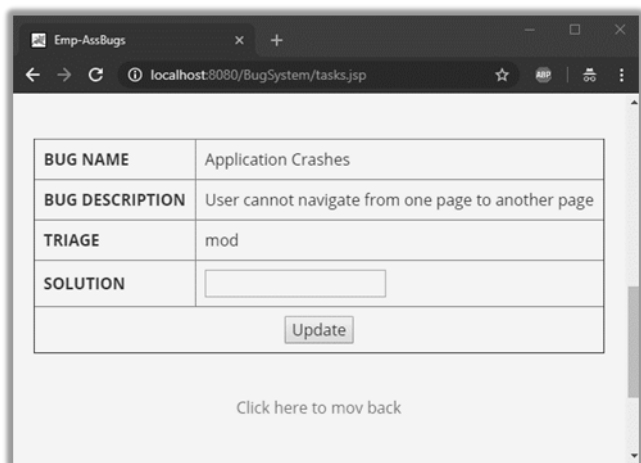 Emp-AssBugs
localhost:8080/BugSystem/tasks.jsp
ABP
BUG NAME Application Crashes
BUG DESCRIPTION User cannot navigate from one page to another page
TRIAGE mod
SOLUTION
Update
Click here to mov back